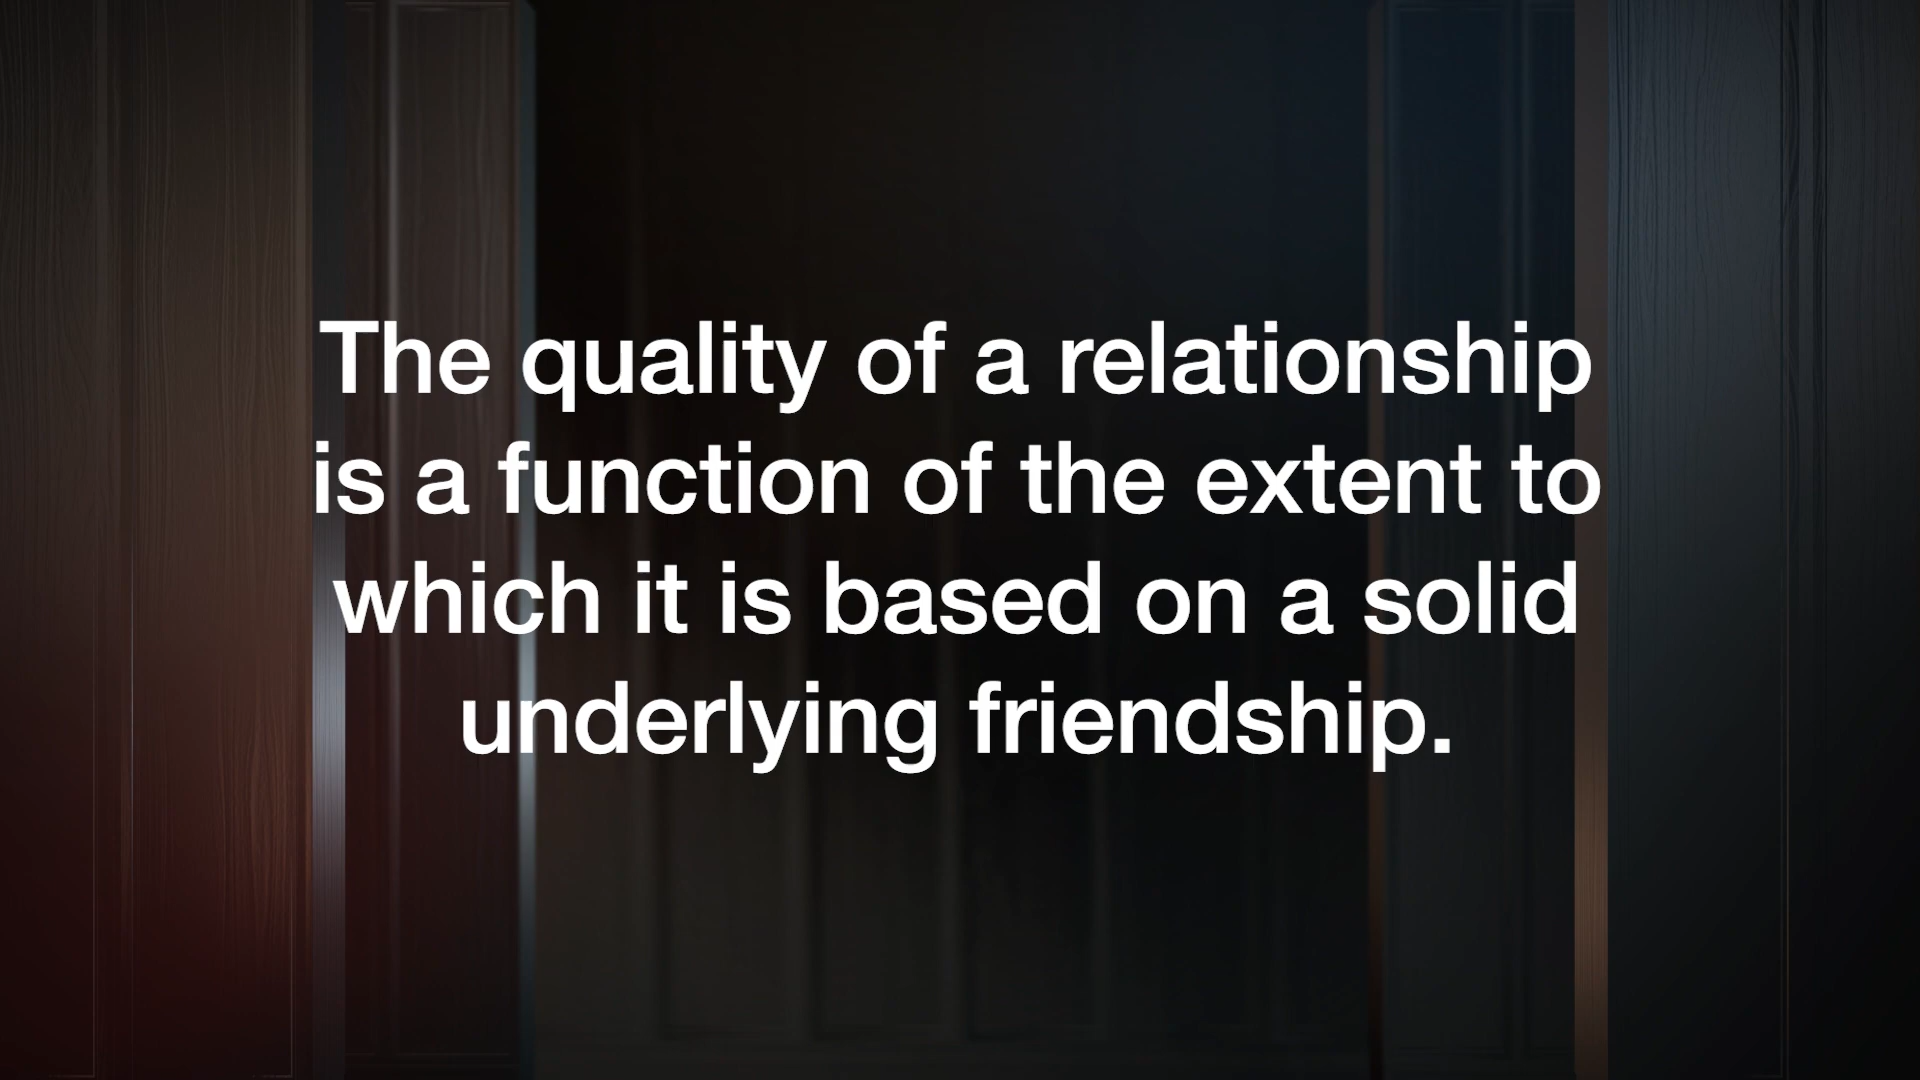 The quality of a relationship
is a function of the extent to
which it is based on a solid
underlying friendship.